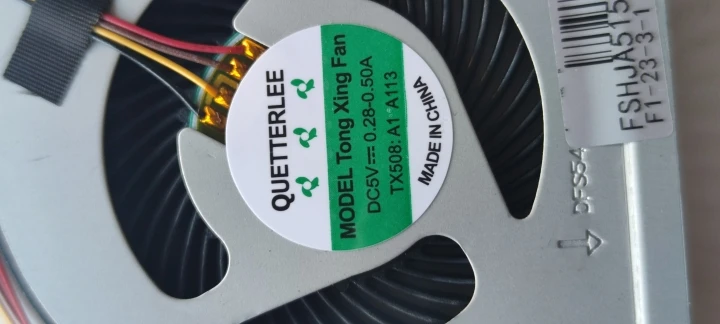 QUETTERLEE
MODEL Tong Xing Fan
DC5V 0.28-0.50A
TX508: A1 A113
MADE IN CHINA
FSHJA515
F1-23-3-1
DFS54